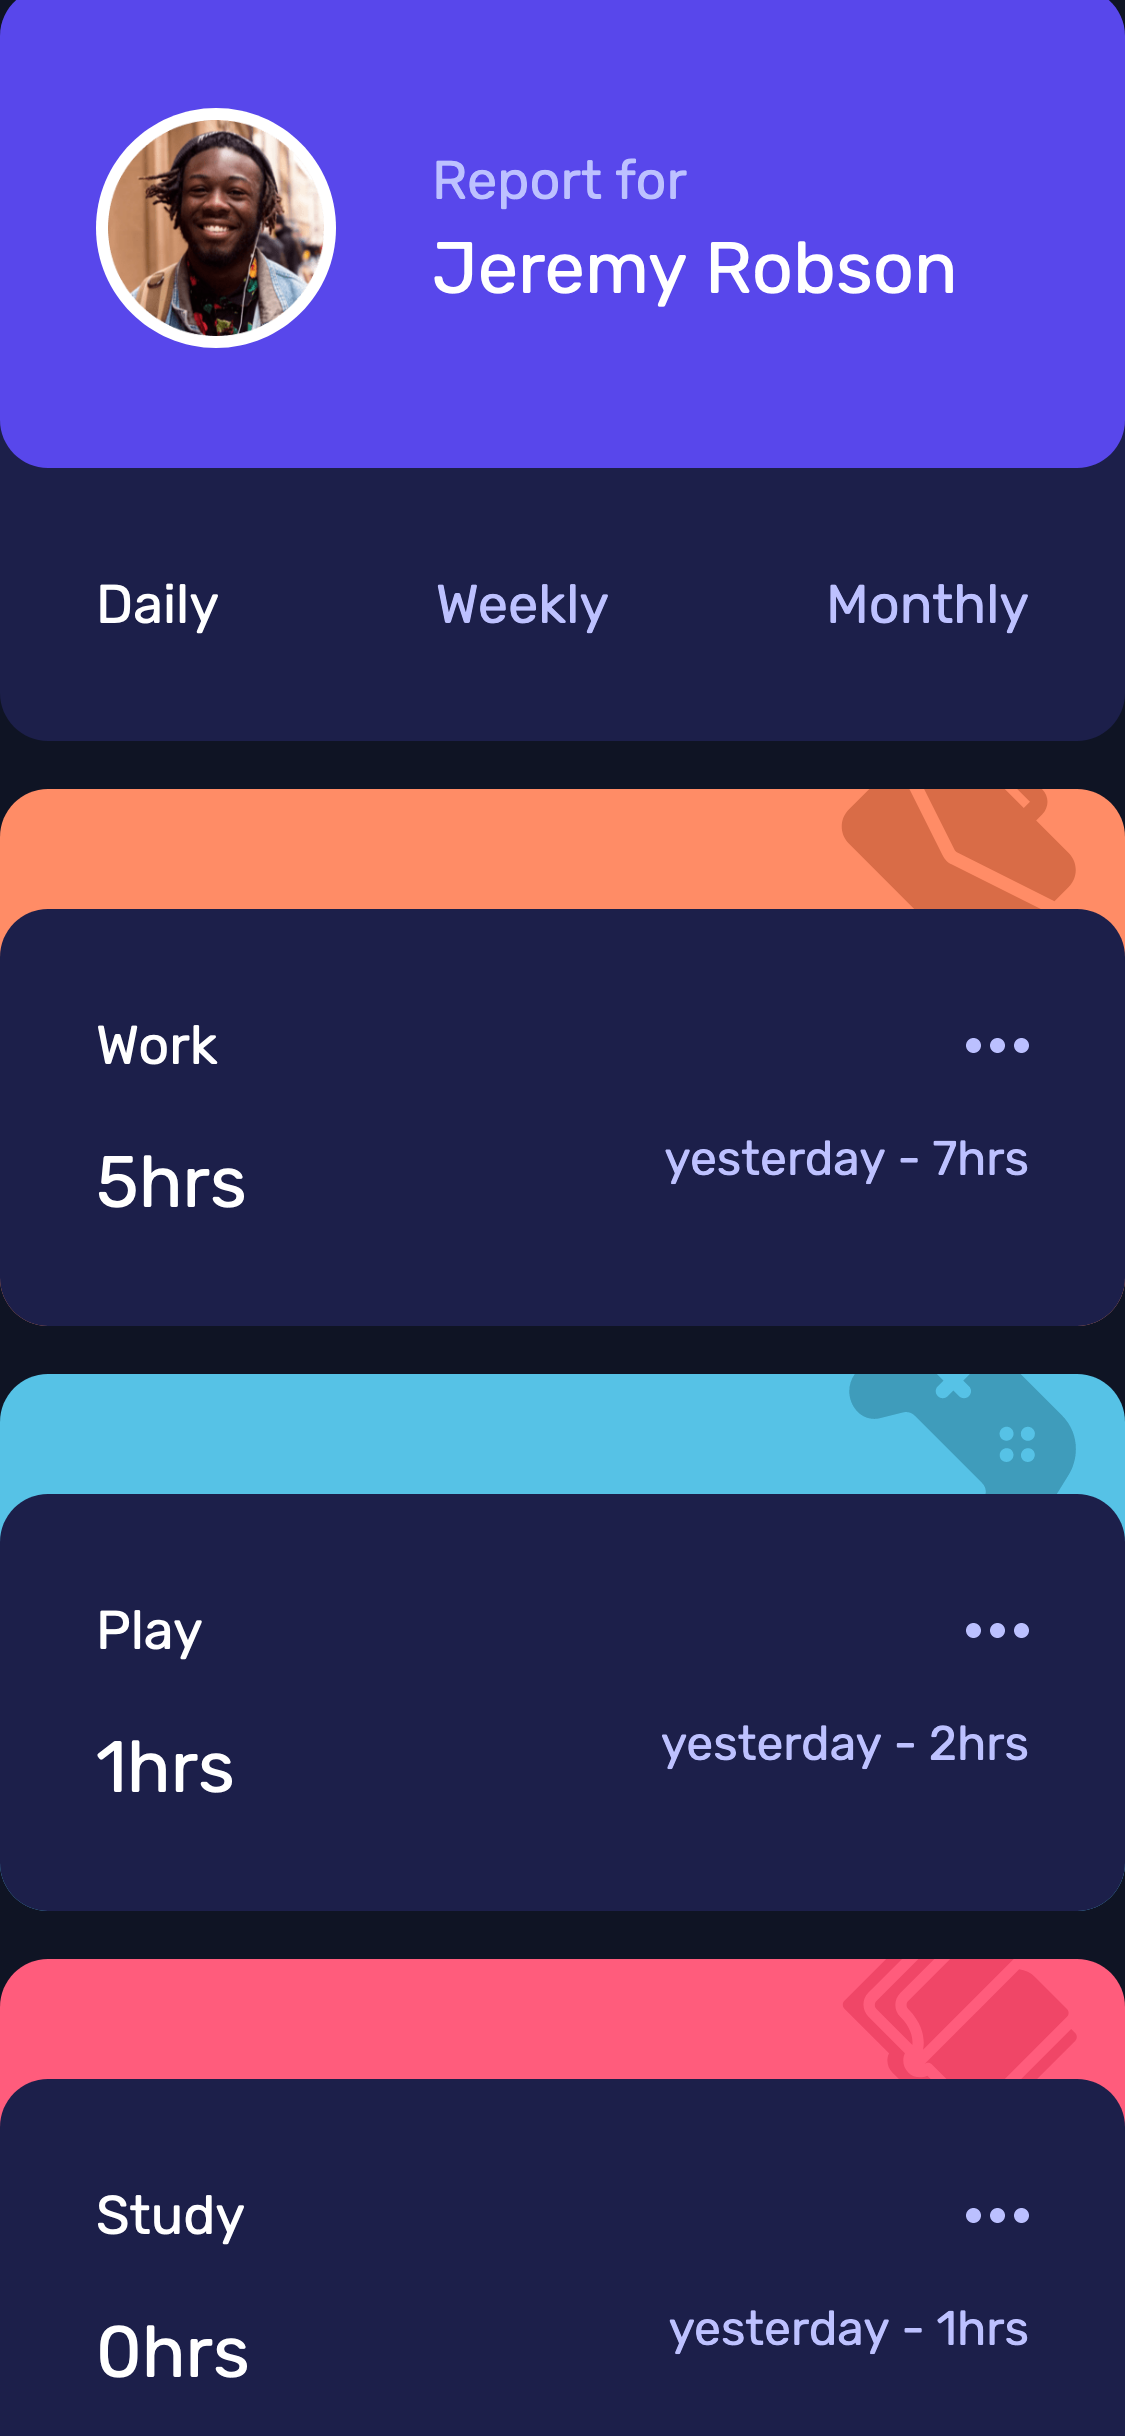 Report for
Jeremy Robson
Daily Weekly Monthly
Work
5hrs
yesterday - 7hrs
Play
1hrs
yesterday - 2hrs
Study
0hrs
yesterday - 1hrs